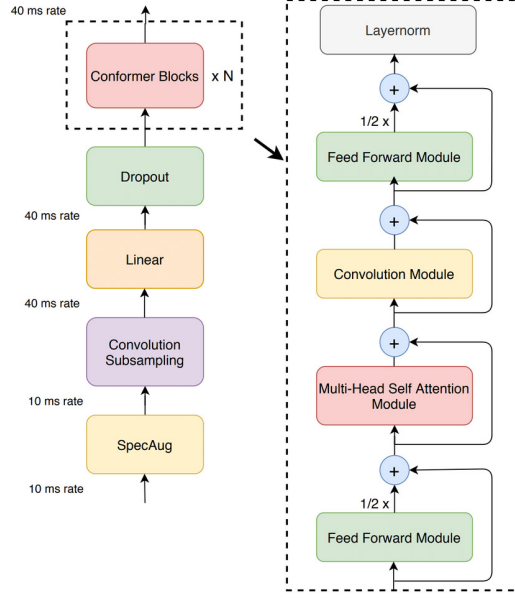 40 ms rate
Conformer Blocks
x N
Dropout
40 ms rate
Linear
40 ms rate
Convolution
Subsampling
10 ms rate
SpecAug
10 ms rate
Layernorm
+
1/2 x
Feed Forward Module
+
Convolution Module
+
Multi-Head Self Attention
Module
+
1/2 x
Feed Forward Module